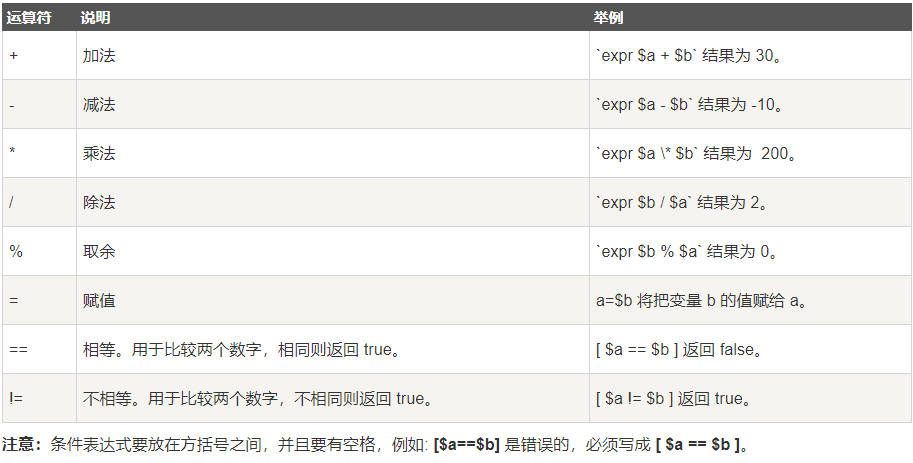 运算符 说明 举例
+ 加法 `expr $a + $b` 结果为 30。
- 减法 `expr $a - $b` 结果为 -10。
* 乘法 `expr $a \* $b` 结果为  200。
/ 除法 `expr $b / $a` 结果为 2。
% 取余 `expr $b % $a` 结果为 0。
= 赋值 a=$b 将把变量 b 的值赋给 a。
== 相等。用于比较两个数字，相同则返回 true。 [ $a == $b ] 返回 false。
!= 不相等。用于比较两个数字，不相同则返回 true。 [ $a != $b ] 返回 true。
注意：条件表达式要放在方括号之间，并且要有空格，例如: [$a==$b] 是错误的，必须写成 [ $a == $b ]。